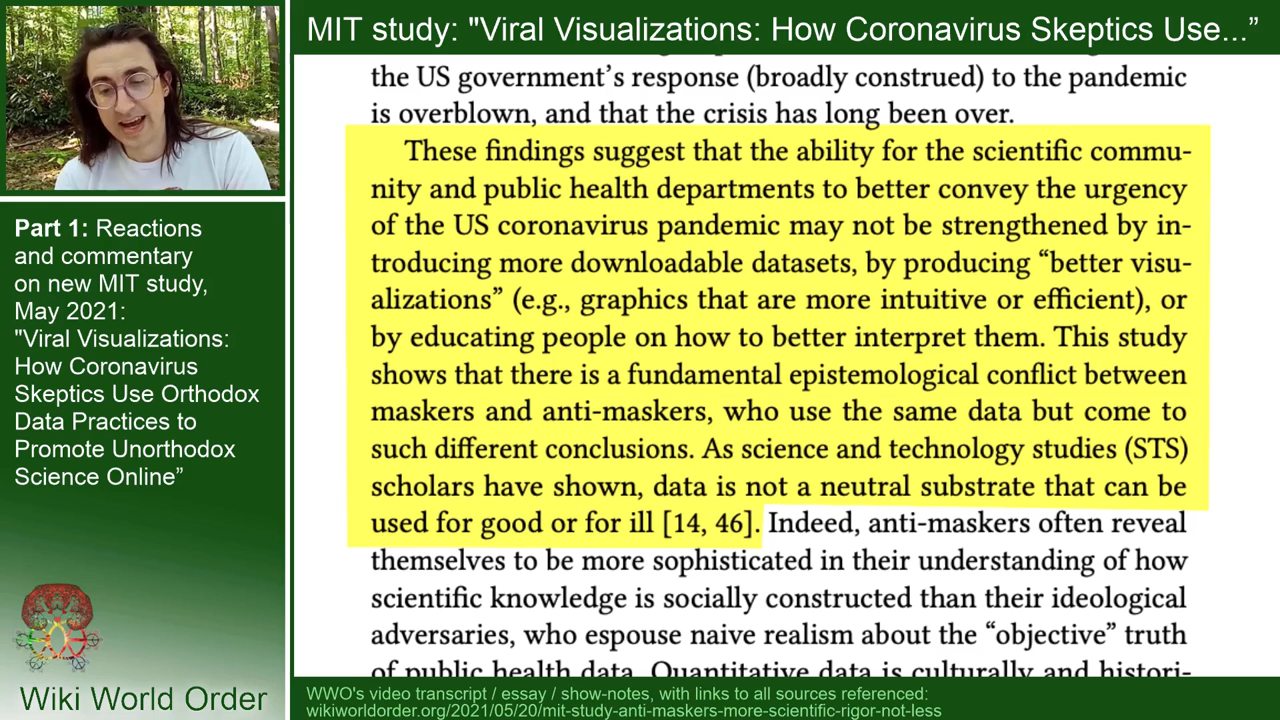 MIT study: "Viral Visualizations: How Coronavirus Skeptics Use...”
the US government’s response (broadly construed) to the pandemic
is overblown, and that the crisis has long been over.
These findings suggest that the ability for the scientific commu-
nity and public health departments to better convey the urgency
of the US coronavirus pandemic may not be strengthened by in-
troducing more downloadable datasets, by producing “better visu-
alizations” (e.g., graphics that are more intuitive or efficient), or
by educating people on how to better interpret them. This study
shows that there is a fundamental epistemological conflict between
maskers and anti-maskers, who use the same data but come to
such different conclusions. As science and technology studies (STS)
scholars have shown, data is not a neutral substrate that can be
used for good or for ill [14, 46]. Indeed, anti-maskers often reveal
themselves to be more sophisticated in their understanding of how
scientific knowledge is socially constructed than their ideological
adversaries, who espouse naive realism about the “objective” truth
of public health data. Quantitative data is culturally and histori-
Part 1: Reactions
and commentary
on new MIT study,
May 2021:
"Viral Visualizations:
How Coronavirus
Skeptics Use Orthodox
Data Practices to
Promote Unorthodox
Science Online”
Wiki World Order
WWO's video transcript / essay / show-notes, with links to all sources referenced:
wikiworldorder.org/2021/05/20/mit-study-anti-maskers-more-scientific-rigor-not-less